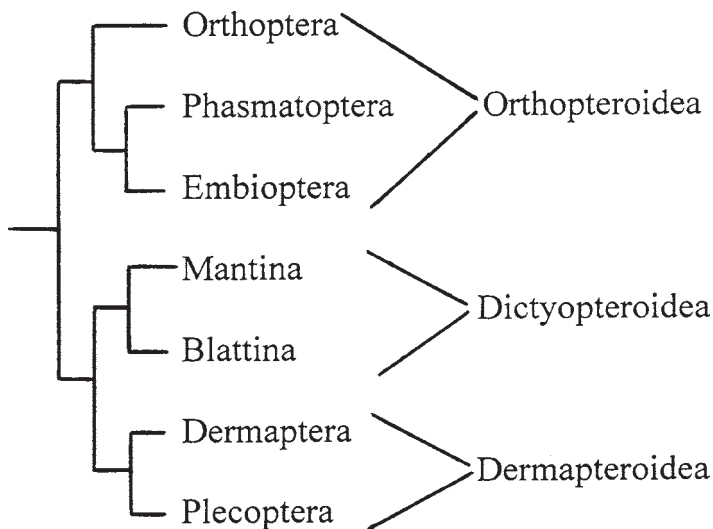 Orthoptera
Phasmatoptera
Orthopteroidea
Embioptera
Mantina
Dictyopteroidea
Blattina
Dermaptera
Dermapteroidea
Plecoptera